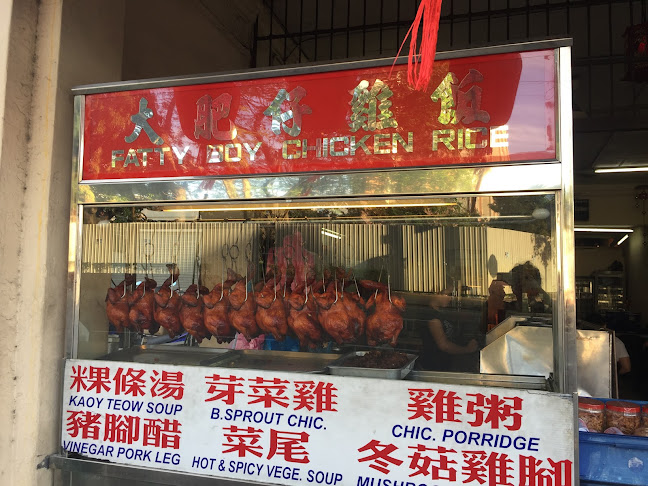 大肥仔雞飯
FATTY BOY CHICKEN RICE
粿條湯
KAOY TEOW SOUP
芽菜雞
B.SPROUT CHIC.
雞粥
CHIC. PORRIDGE
豬腳醋
VINEGAR PORK LEG
菜尾
HOT & SPICY VEGE. SOUP
冬菇雞腳